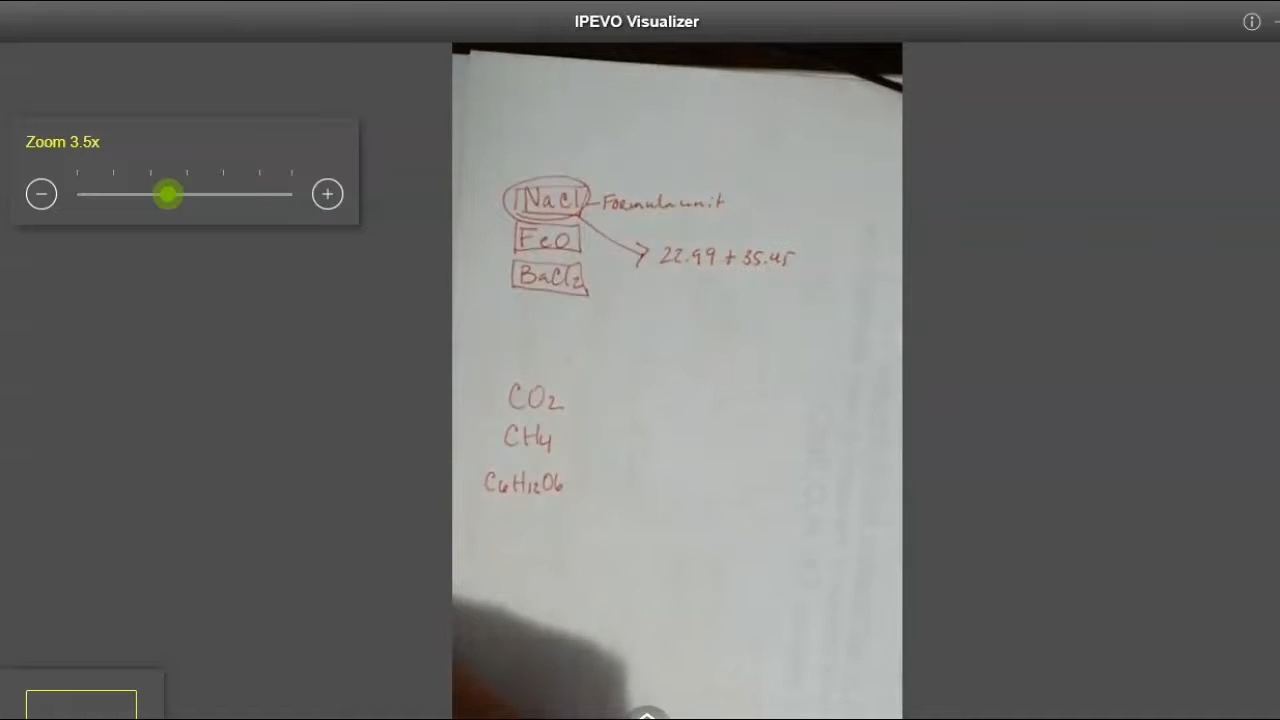 IPEVO Visualizer
Zoom 3.5x
NaCl - Formula unit
FeO
22.99 + 35.45
BaCl2
CO2
CH4
C6H12O6